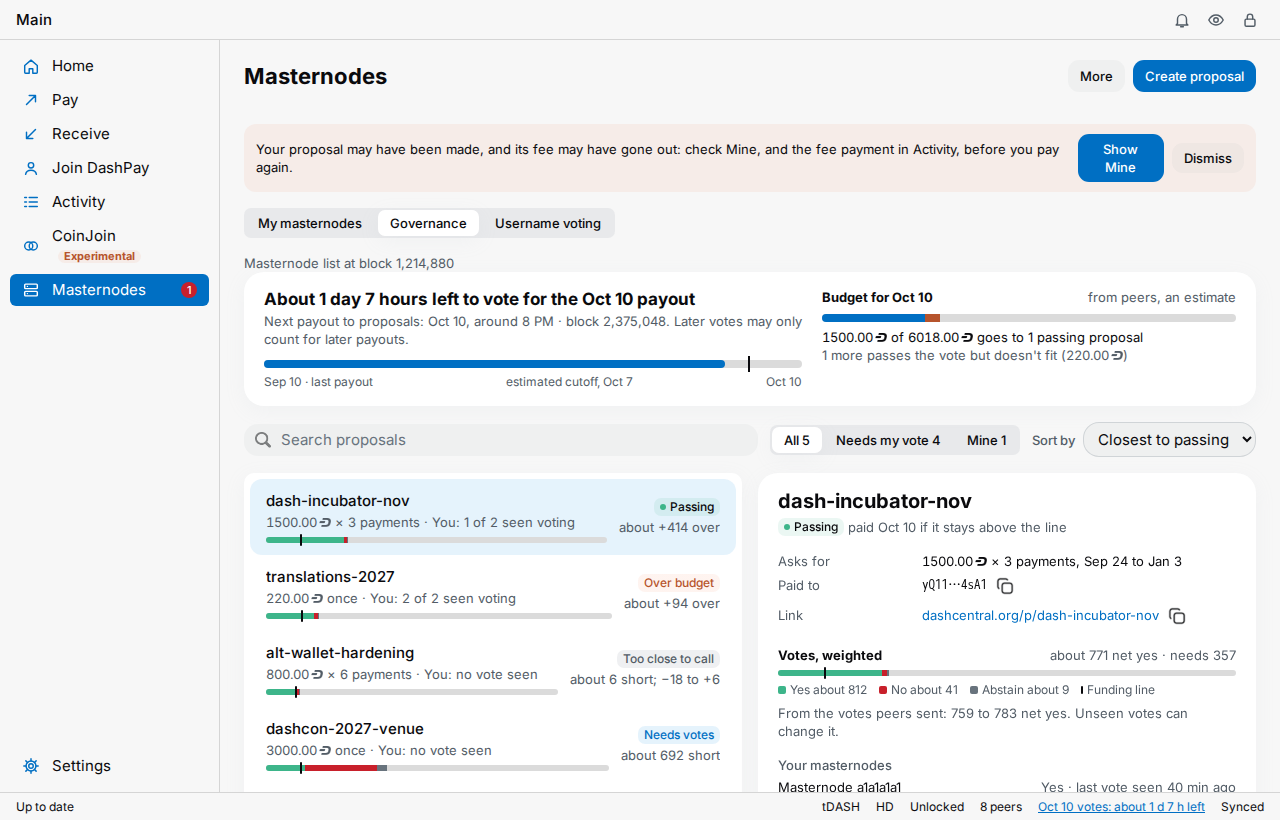 Main
Home
Pay
Receive
Join DashPay
Activity
CoinJoin
Experimental
Masternodes 1
Settings
Masternodes
More
Create proposal
Your proposal may have been made, and its fee may have gone out: check Mine, and the fee payment in Activity, before you pay
again.
Show
Mine
Dismiss
My masternodes Governance Username voting
Masternode list at block 1,214,880
About 1 day 7 hours left to vote for the Oct 10 payout
Next payout to proposals: Oct 10, around 8 PM · block 2,375,048. Later votes may only
count for later payouts.
Sep 10 · last payout estimated cutoff, Oct 7 Oct 10
Budget for Oct 10 from peers, an estimate
1500.00 of 6018.00 goes to 1 passing proposal
1 more passes the vote but doesn't fit (220.00)
Search proposals
All 5 Needs my vote 4 Mine 1
Sort by Closest to passing
dash-incubator-nov
Passing
1500.00 × 3 payments · You: 1 of 2 seen voting
about +414 over
translations-2027
Over budget
220.00 once · You: 2 of 2 seen voting
about +94 over
alt-wallet-hardening
Too close to call
800.00 × 6 payments · You: no vote seen
about 6 short; −18 to +6
dashcon-2027-venue
Needs votes
3000.00 once · You: no vote seen
about 692 short
dash-incubator-nov
Passing paid Oct 10 if it stays above the line
Asks for 1500.00 × 3 payments, Sep 24 to Jan 3
Paid to yQ11···4sA1
Link dashcentral.org/p/dash-incubator-nov
Votes, weighted about 771 net yes · needs 357
Yes about 812 No about 41 Abstain about 9 Funding line
From the votes peers sent: 759 to 783 net yes. Unseen votes can
change it.
Your masternodes
Masternode a1a1a1a1 Yes · last vote seen 40 min ago
Up to date
tDASH HD Unlocked 8 peers Oct 10 votes: about 1 d 7 h left Synced